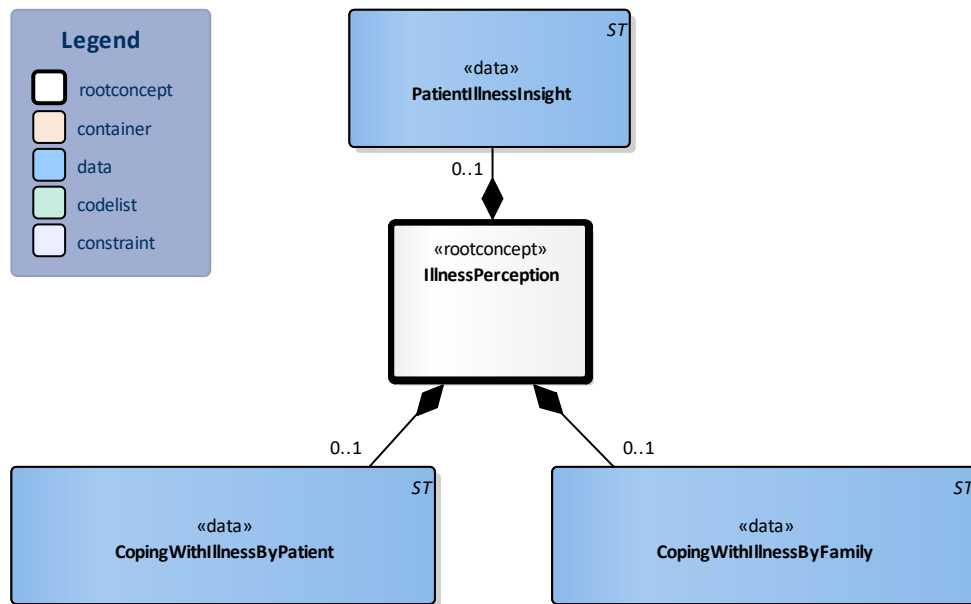 Legend
rootconcept
container
data
codelist
constraint
ST
«data»
PatientIllnessInsight
0..1
«rootconcept»
IllnessPerception
0..1
0..1
ST
«data»
CopingWithIllnessByPatient
ST
«data»
CopingWithIllnessByFamily